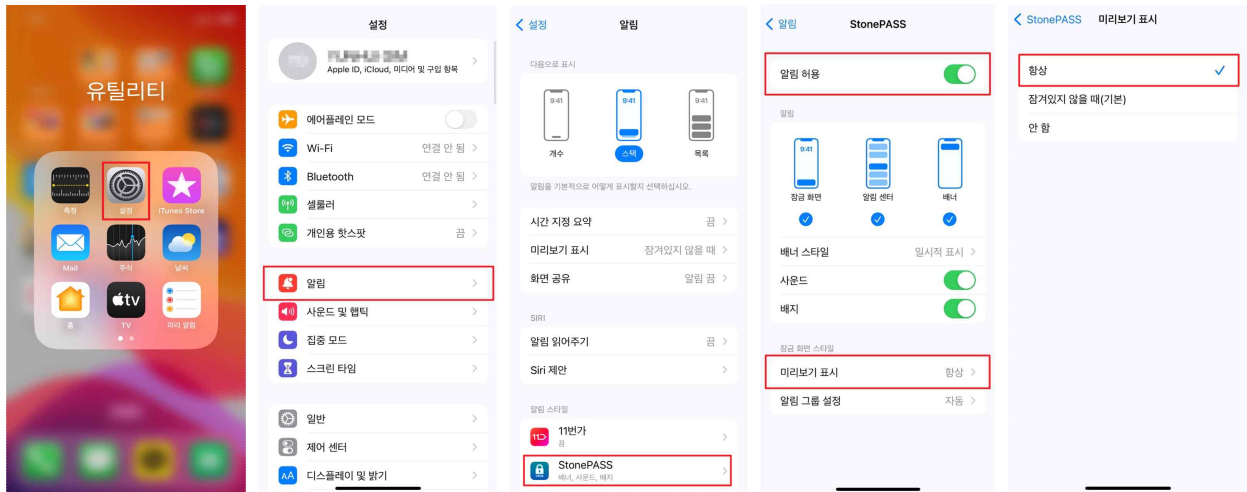 유틸리티
측정
설정
iTunes Store
Mail
주식
날씨
홈
tv
TV
미리 알림
설정
Apple ID, iCloud, 미디어 및 구입 항목
에어플레인 모드
Wi-Fi 연결 안 됨
Bluetooth 연결 안 됨
셀룰러
개인용 핫스팟 끔
알림
사운드 및 햅틱
집중 모드
스크린 타임
일반
제어 센터
AA 디스플레이 및 밝기
설정 알림
다음으로 표시
9:41 9:41 9:41
개수 스택 목록
알림을 기본적으로 어떻게 표시할지 선택하십시오.
시간 지정 요약 끔
미리보기 표시 잠겨있지 않을 때
화면 공유 알림 끔
SIRI
알림 읽어주기 끔
Siri 제안
알림 스타일
11번가
끔
StonePASS
배너, 사운드, 배지
알림 StonePASS
알림 허용
알림
9:41
잠금 화면 알림 센터 배너
배너 스타일 일시적 표시
사운드
배지
잠금 화면 스타일
미리보기 표시 항상
알림 그룹 설정 자동
StonePASS 미리보기 표시
항상
잠겨있지 않을 때(기본)
안 함